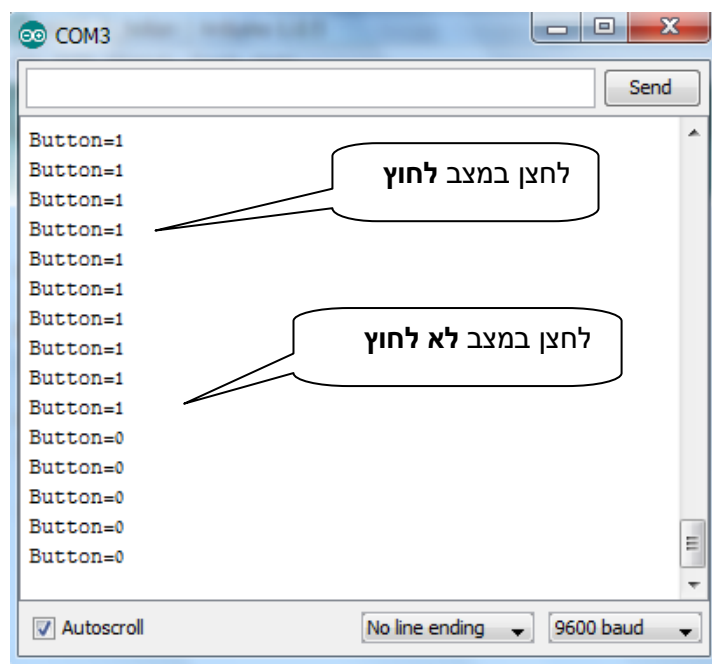 COM3
Send
Button=1
Button=1
Button=1
Button=1
Button=1
Button=1
Button=1
Button=1
Button=1
Button=1
Button=0
Button=0
Button=0
Button=0
Button=0
לחצן במצב לחוץ
לחצן במצב לא לחוץ
Autoscroll
No line ending
9600 baud